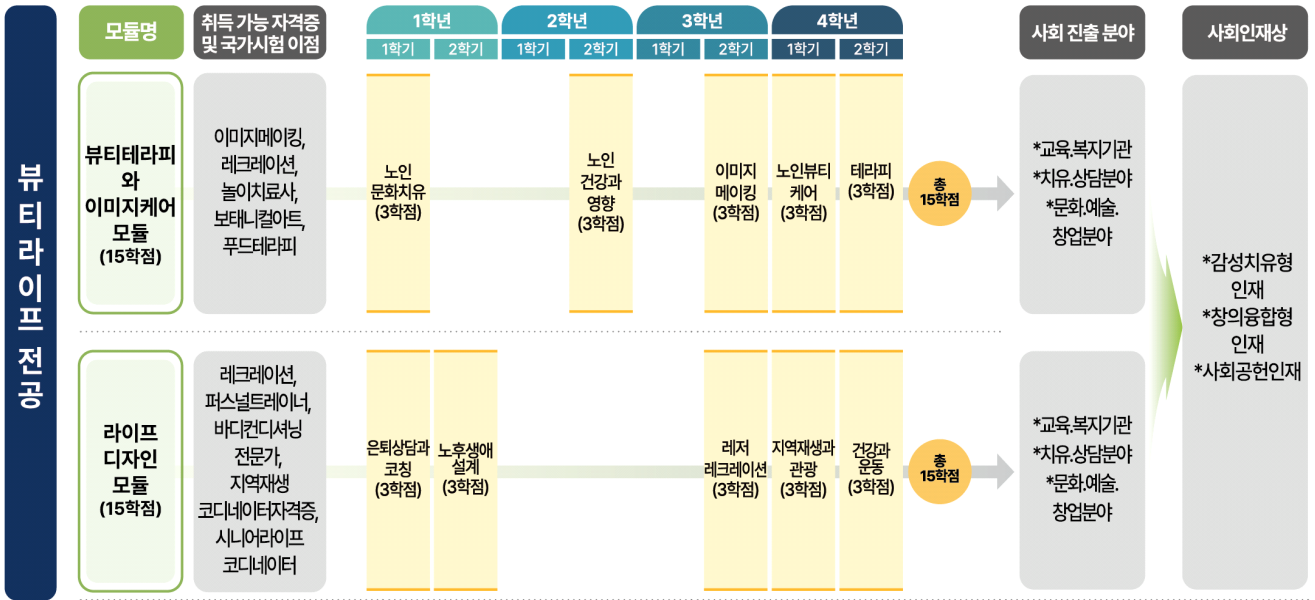 뷰티라이프 전공
모듈명
취득 가능 자격증
및 국가시험 이점
1학년
2학년
3학년
4학년
1학기
2학기
1학기
2학기
1학기
2학기
1학기
2학기
사회 진출 분야
사회인재상
뷰티테라피
와
이미지케어
모듈
(15학점)
이미지메이킹,
레크레이션,
놀이치료사,
보태니컬아트,
푸드테라피
노인
문화치유
(3학점)
노인
건강과
영향
(3학점)
이미지
메이킹
(3학점)
노인뷰티
케어
(3학점)
테라피
(3학점)
총
15학점
*교육.복지기관
*치유.상담분야
*문화.예술.
창업분야
라이프
디자인
모듈
(15학점)
레크레이션,
퍼스널트레이너,
바디컨디셔닝
전문가,
지역재생
코디네이터자격증,
시니어라이프
코디네이터
은퇴상담과
코칭
(3학점)
노후생애
설계
(3학점)
레저
레크레이션
(3학점)
지역재생과
관광
(3학점)
건강과
운동
(3학점)
총
15학점
*교육.복지기관
*치유.상담분야
*문화.예술.
창업분야
*감성치유형
인재
*창의융합형
인재
*사회공헌인재